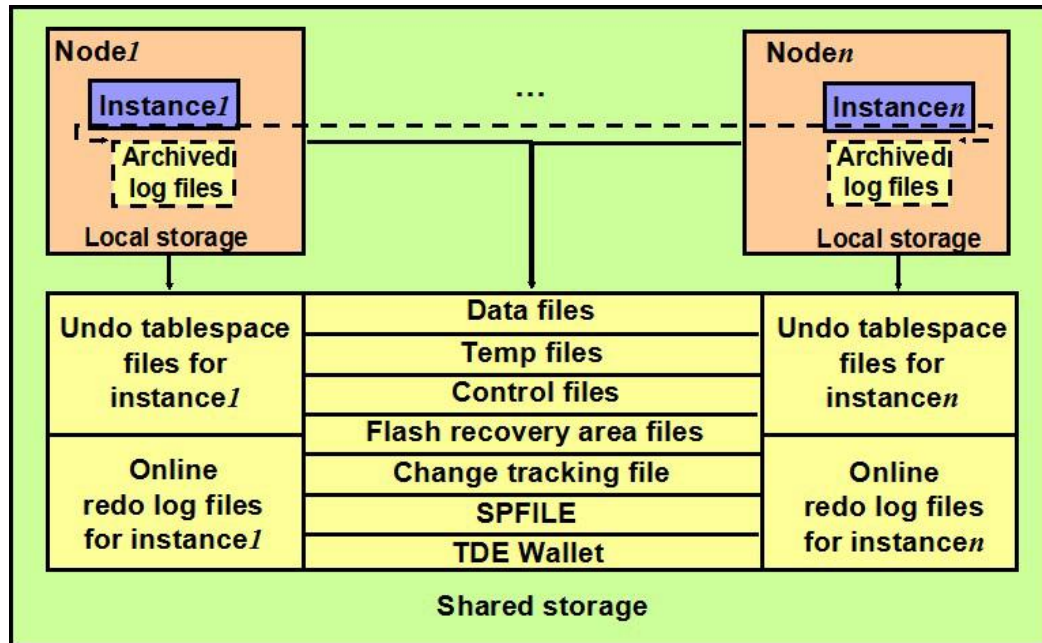 Node1
Instance1
Archived
log files
Local storage
...
Noden
Instancen
Archived
log files
Local storage
Undo tablespace
files for
instance1
Online
redo log files
for instance1
Data files
Temp files
Control files
Flash recovery area files
Change tracking file
SPFILE
TDE Wallet
Undo tablespace
files for
instancen
Online
redo log files
for instancen
Shared storage